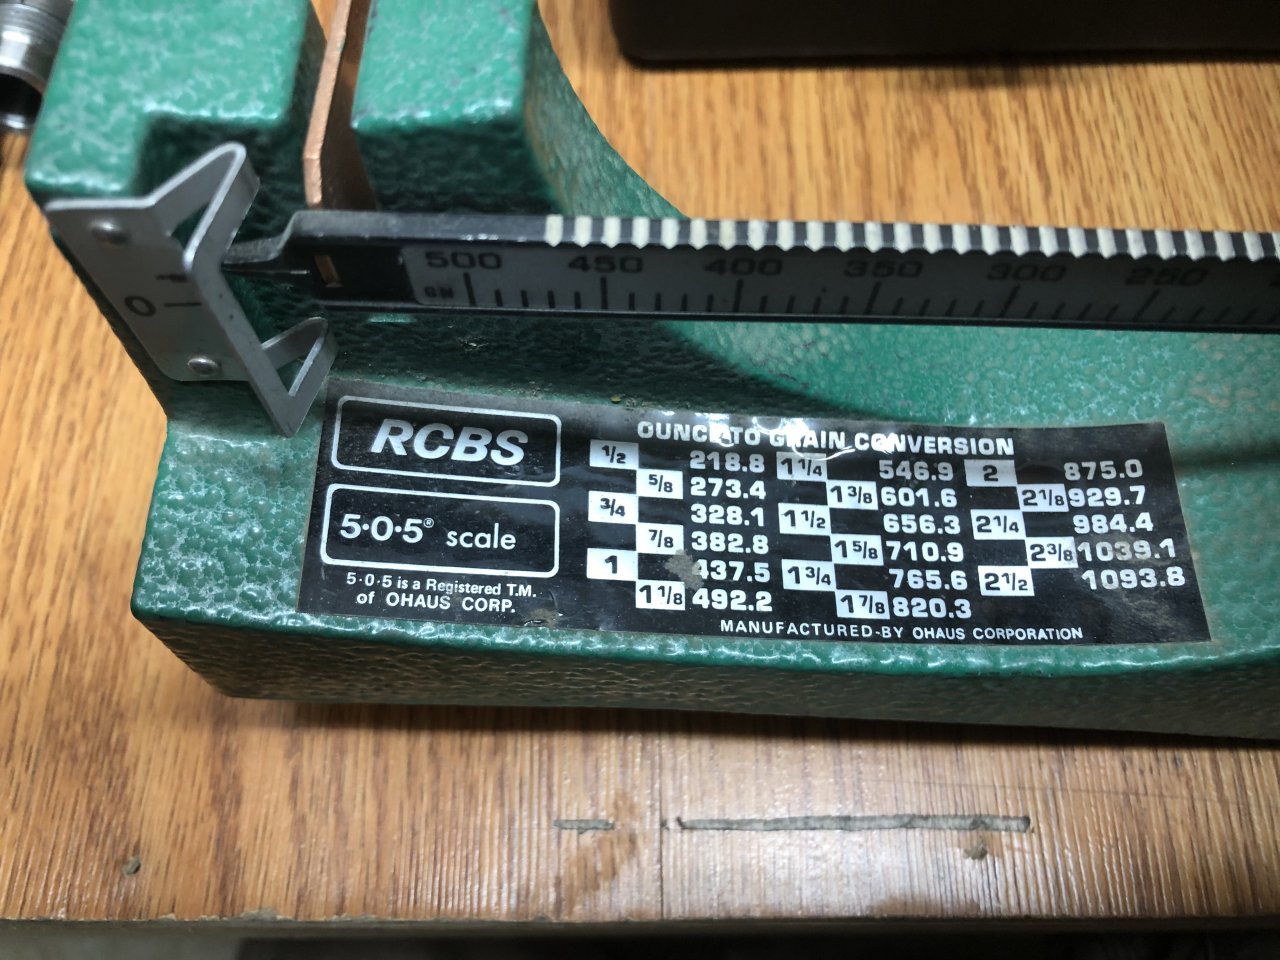 500 450 400 350 300 250
GN
0
RCBS
5·0·5® scale
5·0·5 is a Registered T.M.
of OHAUS CORP.
OUNCE TO GRAIN CONVERSION
1/2 218.8 1 1/4 546.9 2 875.0
5/8 273.4 1 3/8 601.6 2 1/8 929.7
3/4 328.1 1 1/2 656.3 2 1/4 984.4
7/8 382.8 1 5/8 710.9 2 3/8 1039.1
1 437.5 1 3/4 765.6 2 1/2 1093.8
1 1/8 492.2 1 7/8 820.3
MANUFACTURED-BY OHAUS CORPORATION